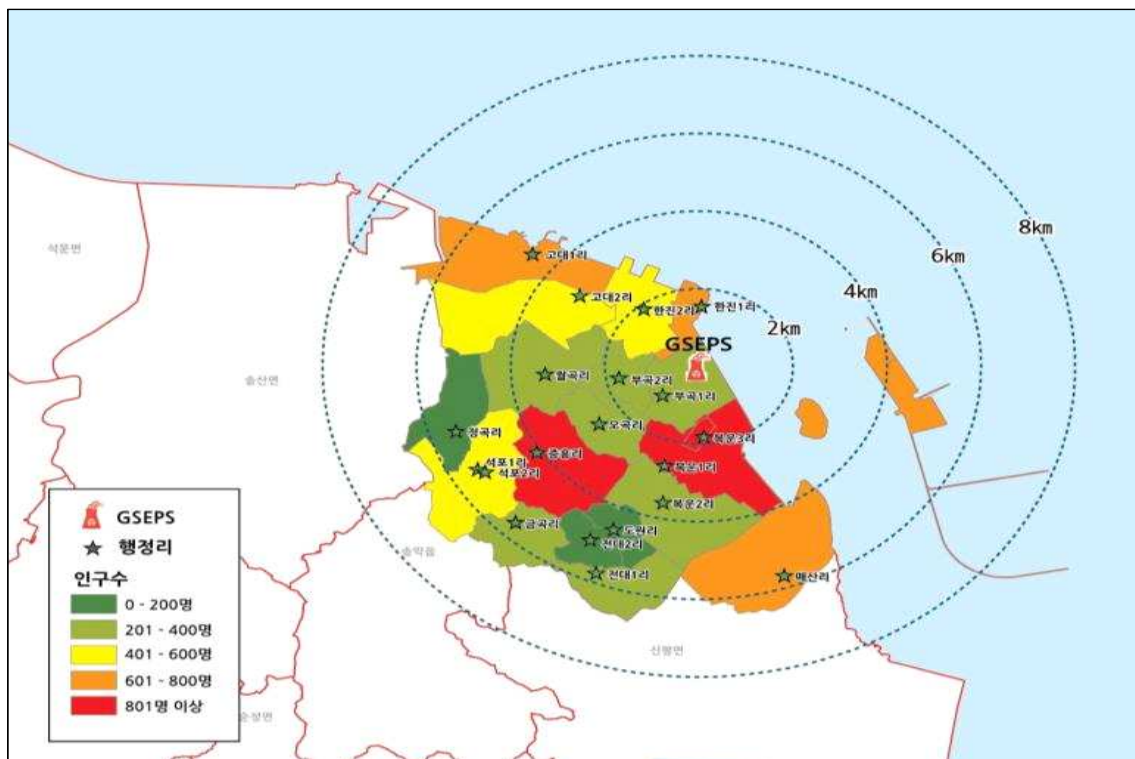 8km
6km
4km
2km
석문면
고대1리
고대2리
한진2리
한진1리
GSEPS
송산면
월곡리
부곡2리
부곡1리
오곡리
정곡리
중흥리
복운3리
석포1리
석포2리
복운1리
복운2리
금곡리
도원리
전대2리
전대1리
매산리
송악읍
신평면
순성면
GSEPS
행정리
인구수
0 - 200명
201 - 400명
401 - 600명
601 - 800명
801명 이상